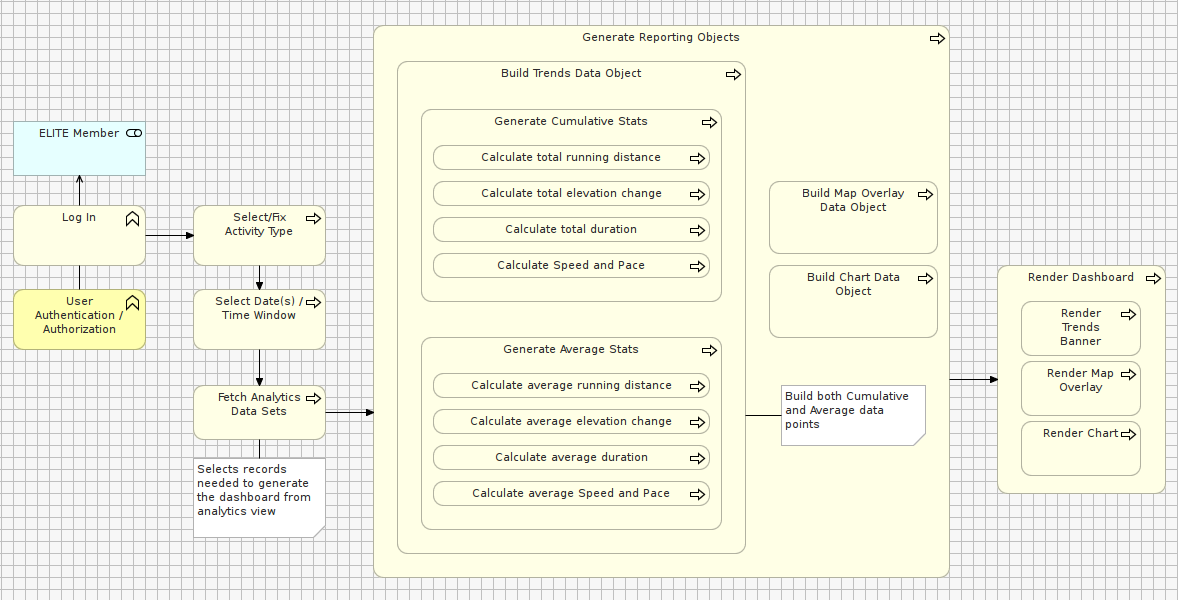 ELITE Member
Log In
User
Authentication /
Authorization
Select/Fix
Activity Type
Select Date(s) /
Time Window
Fetch Analytics
Data Sets
Selects records
needed to generate
the dashboard from
analytics view
Generate Reporting Objects
Build Trends Data Object
Generate Cumulative Stats
Calculate total running distance
Calculate total elevation change
Calculate total duration
Calculate Speed and Pace
Generate Average Stats
Calculate average running distance
Calculate average elevation change
Calculate average duration
Calculate average Speed and Pace
Build Map Overlay
Data Object
Build Chart Data
Object
Build both Cumulative
and Average data
points
Render Dashboard
Render
Trends
Banner
Render Map
Overlay
Render Chart